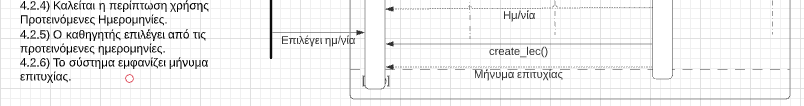 4.2.4) Καλείται η περίπτωση χρήσης
Προτεινόμενες Ημερομηνίες.
4.2.5) Ο καθηγητής επιλέγει από τις
προτεινόμενες ημερομηνίες.
4.2.6) Το σύστημα εμφανίζει μήνυμα
επιτυχίας.
Ημ/νία
Επιλέγει ημ/νία
create_lec()
Μήνυμα επιτυχίας